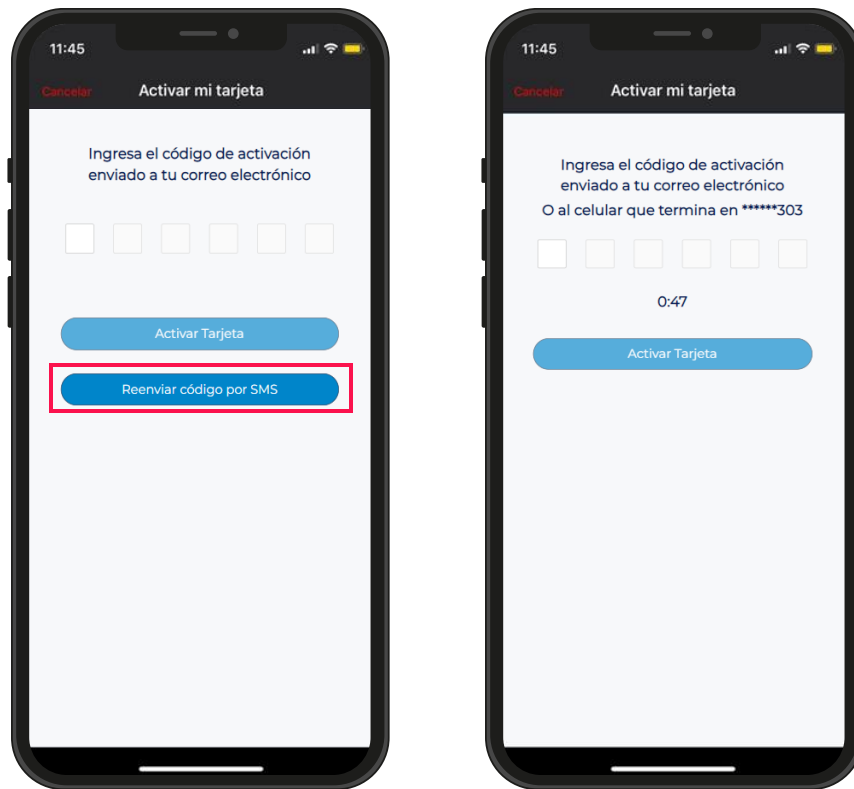 11:45
Cancelar Activar mi tarjeta
Ingresa el código de activación
enviado a tu correo electrónico
Activar Tarjeta
Reenviar código por SMS
11:45
Cancelar Activar mi tarjeta
Ingresa el código de activación
enviado a tu correo electrónico
O al celular que termina en ******303
0:47
Activar Tarjeta